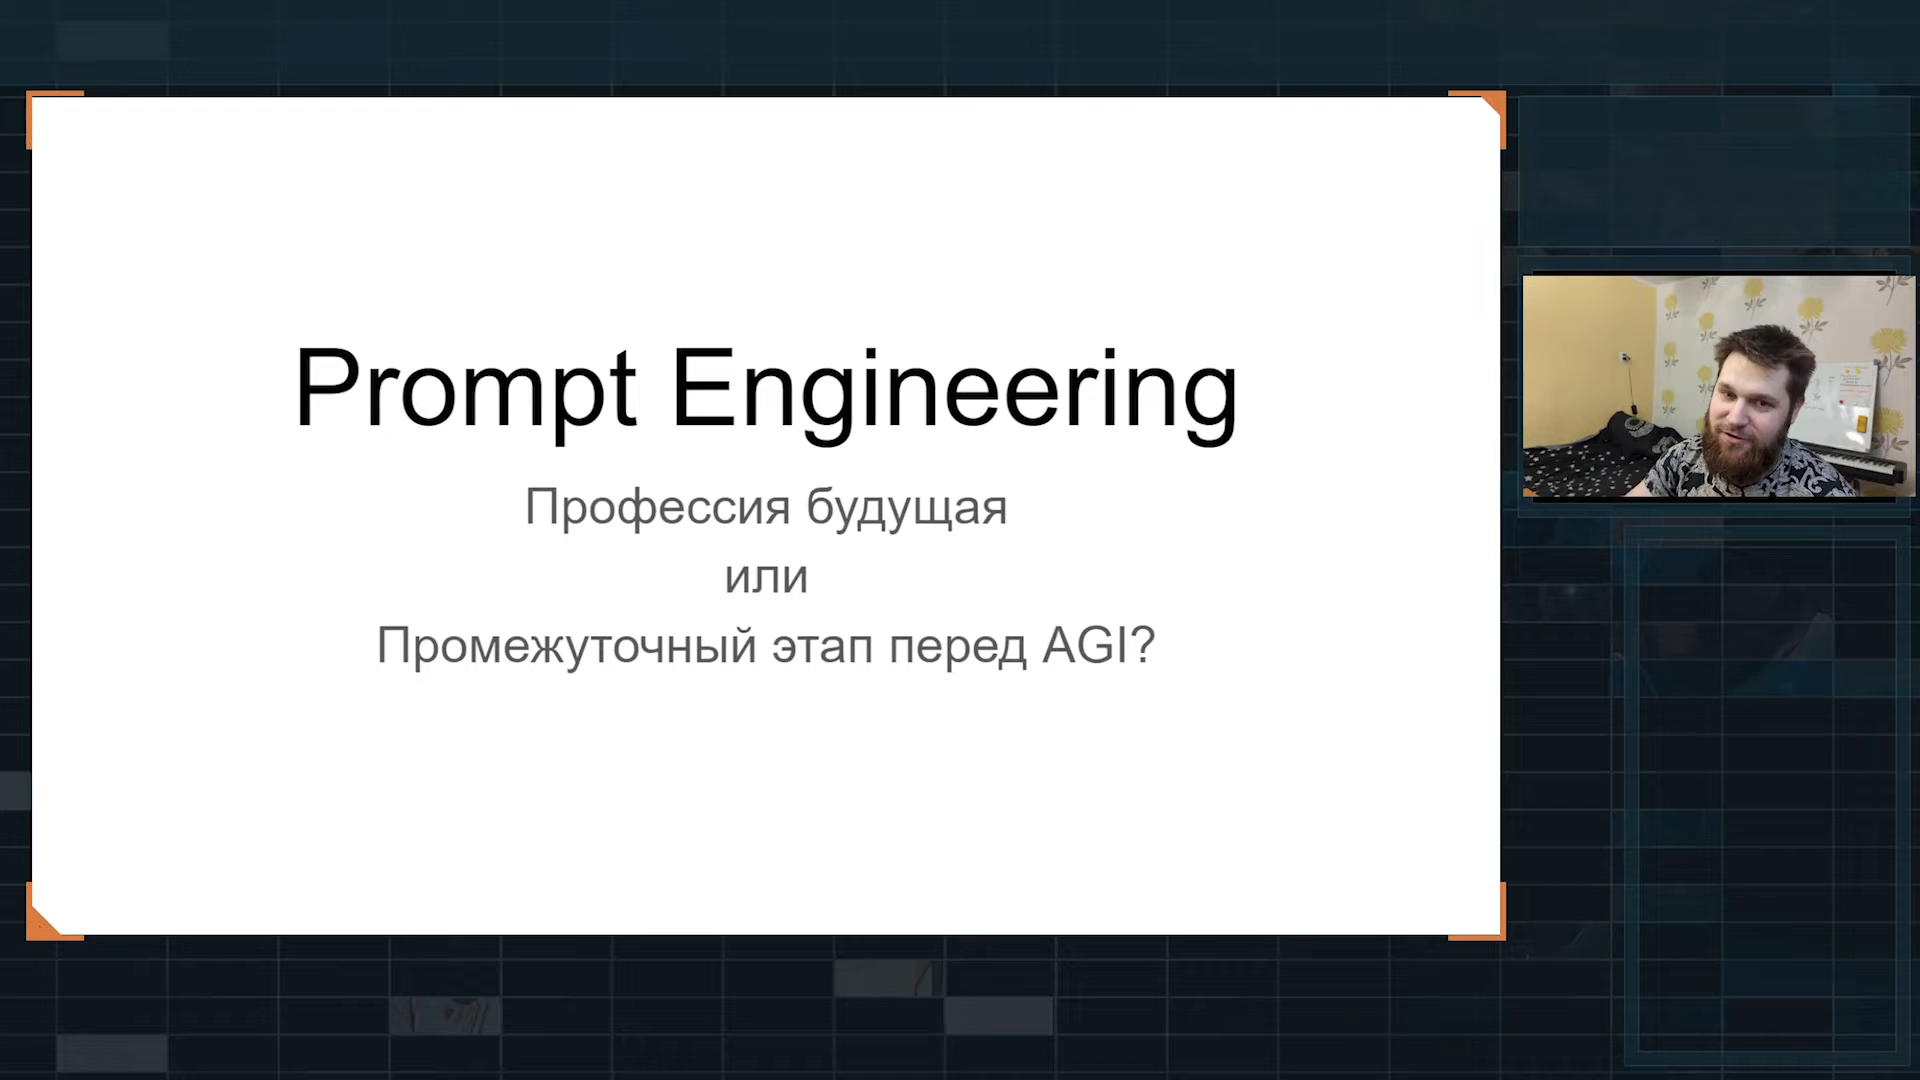 Prompt Engineering
Профессия будущая
или
Промежуточный этап перед AGI?